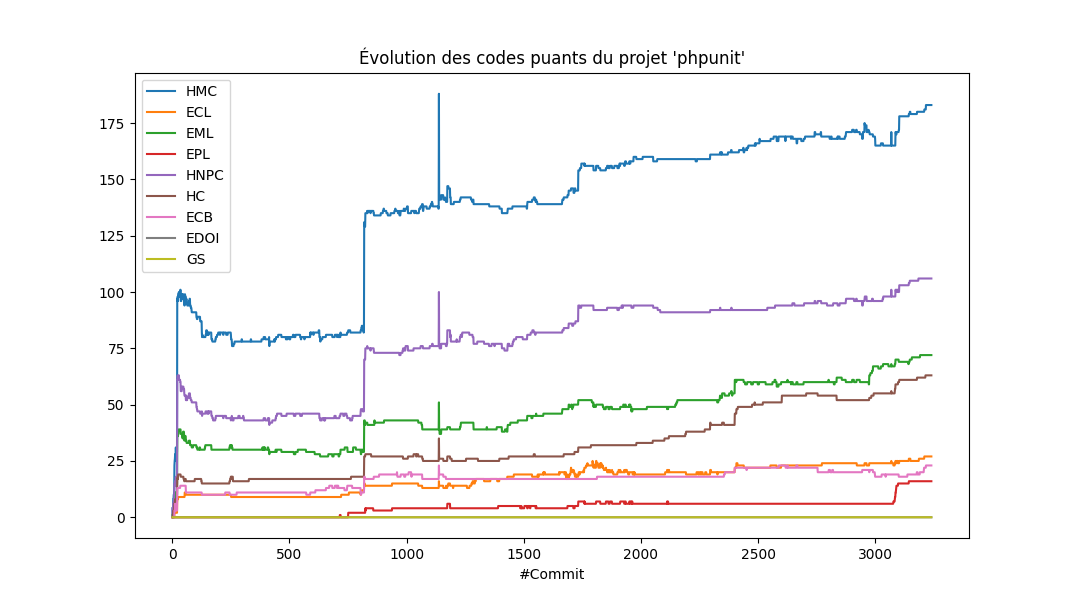 Évolution des codes puants du projet 'phpunit'
HMC
ECL
EML
EPL
HNPC
HC
ECB
EDOI
GS
175
150
125
100
75
50
25
0
0 500 1000 1500 2000 2500 3000
#Commit